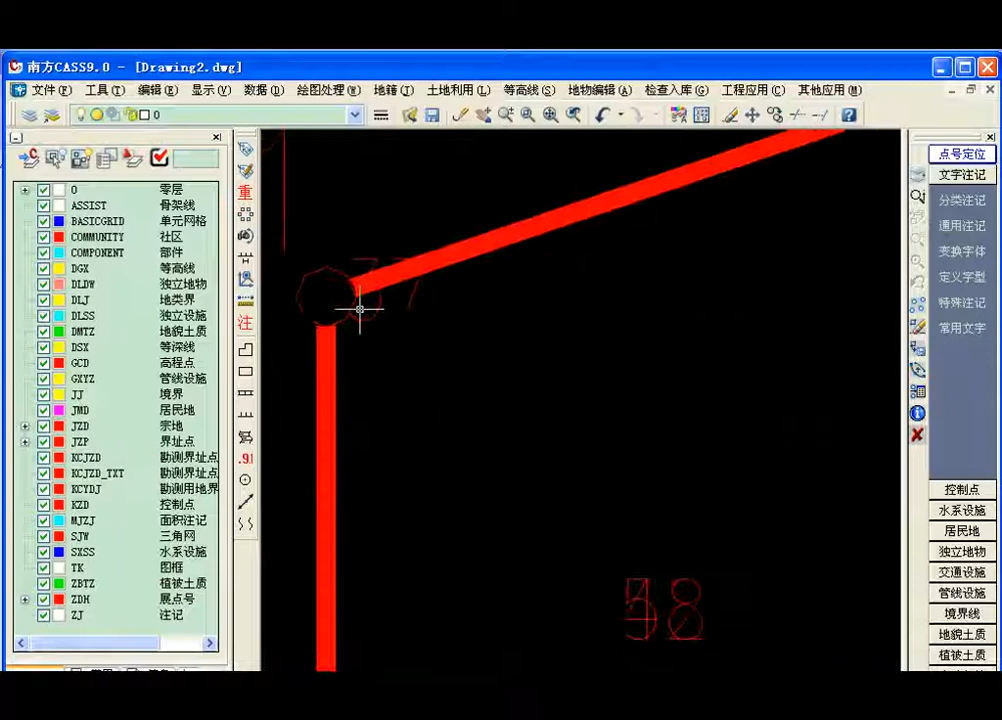 南方CASS9.0 - [Drawing2.dwg]
文件(F) 工具(T) 编辑(E) 显示(V) 数据(D) 绘图处理(W) 地籍(T) 土地利用(L) 等高线(S) 地物编辑(A) 检查入库(G) 工程应用(C) 其他应用(M)
0
0 零层
ASSIST 骨架线
BASICGRID 单元网格
COMMUNITY 社区
COMPONENT 部件
DGX 等高线
DLDW 独立地物
DLJ 地类界
DLSS 独立设施
DMTZ 地貌土质
DSX 等深线
GCD 高程点
GXYZ 管线设施
JJ 境界
JMD 居民地
JZD 宗地
JZP 界址点
KCJZD 勘测界址点
KCJZD_TXT 勘测界址点
KCYDJ 勘测用地界
KZD 控制点
MJZJ 面积注记
SJW 三角网
SXSS 水系设施
TK 图框
ZBTZ 植被土质
ZDH 展点号
ZJ 注记
重
注
.91
点号定位
文字注记
分类注记
通用注记
变换字体
定义字型
特殊注记
常用文字
控制点
水系设施
居民地
独立地物
交通设施
管线设施
境界线
地貌土质
植被土质